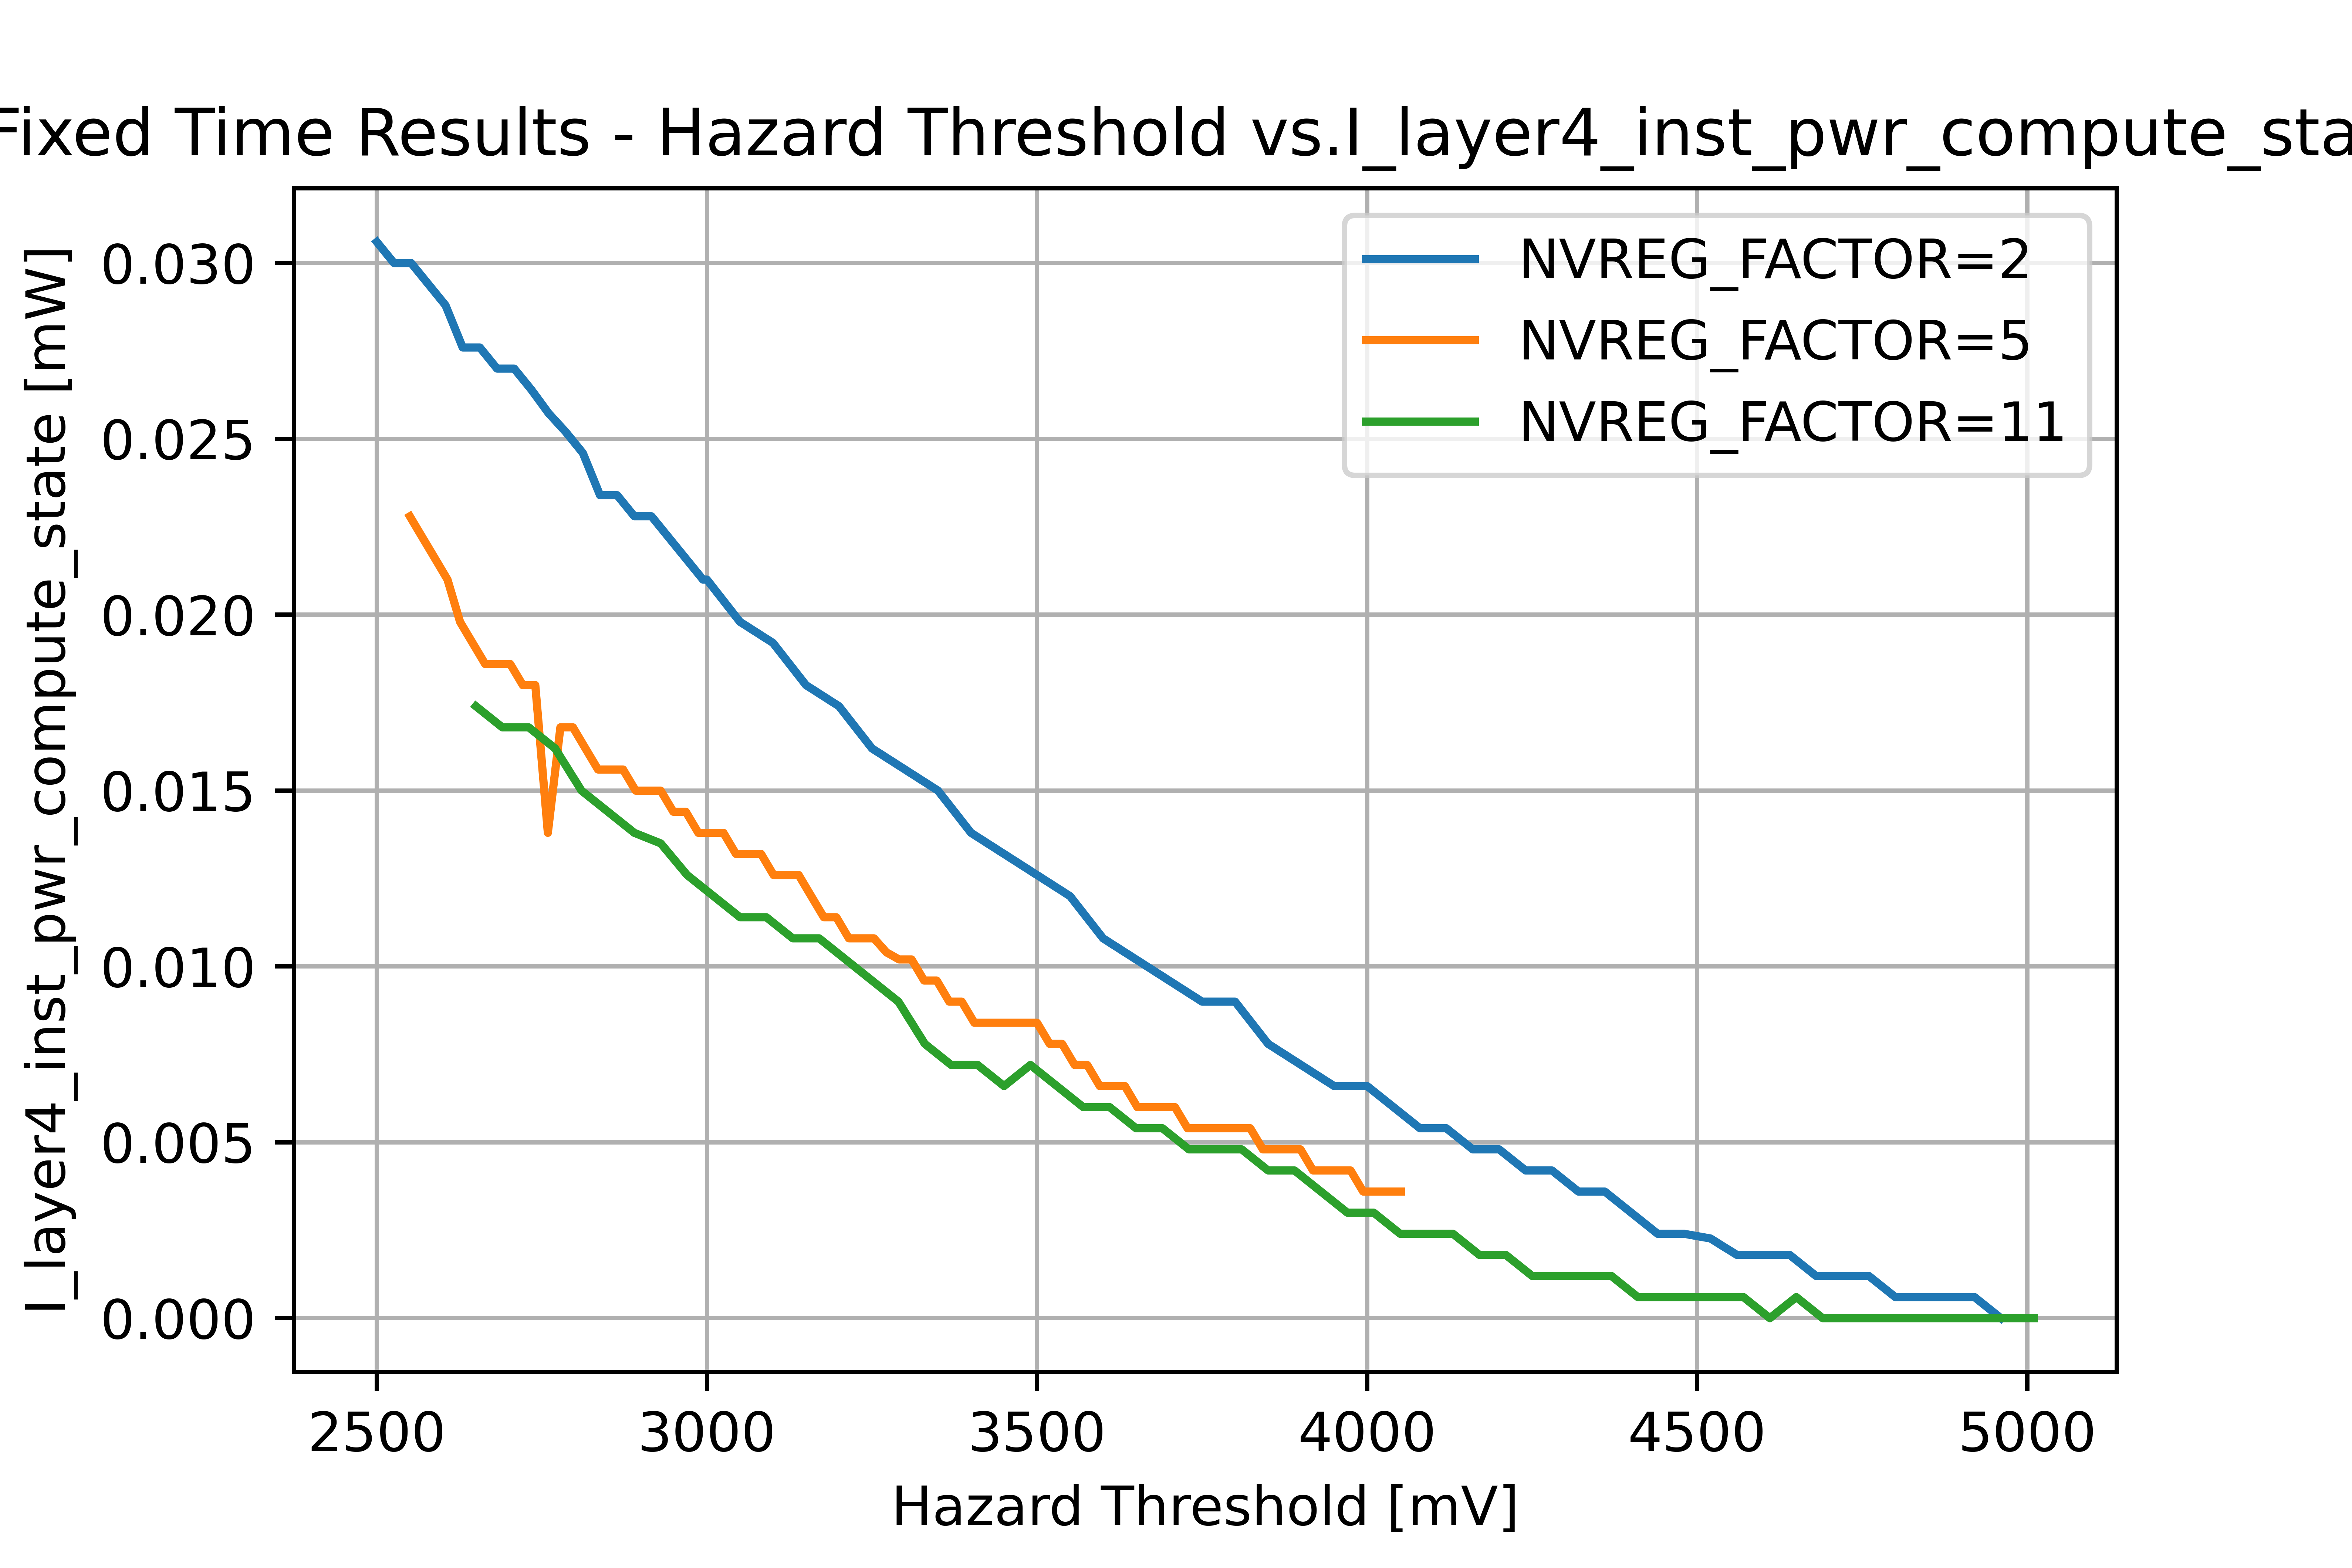 Fixed Time Results - Hazard Threshold vs.I_layer4_inst_pwr_compute_sta
I_layer4_inst_pwr_compute_state [mW]
0.030
0.025
0.020
0.015
0.010
0.005
0.000
NVREG_FACTOR=2
NVREG_FACTOR=5
NVREG_FACTOR=11
2500 3000 3500 4000 4500 5000
Hazard Threshold [mV]